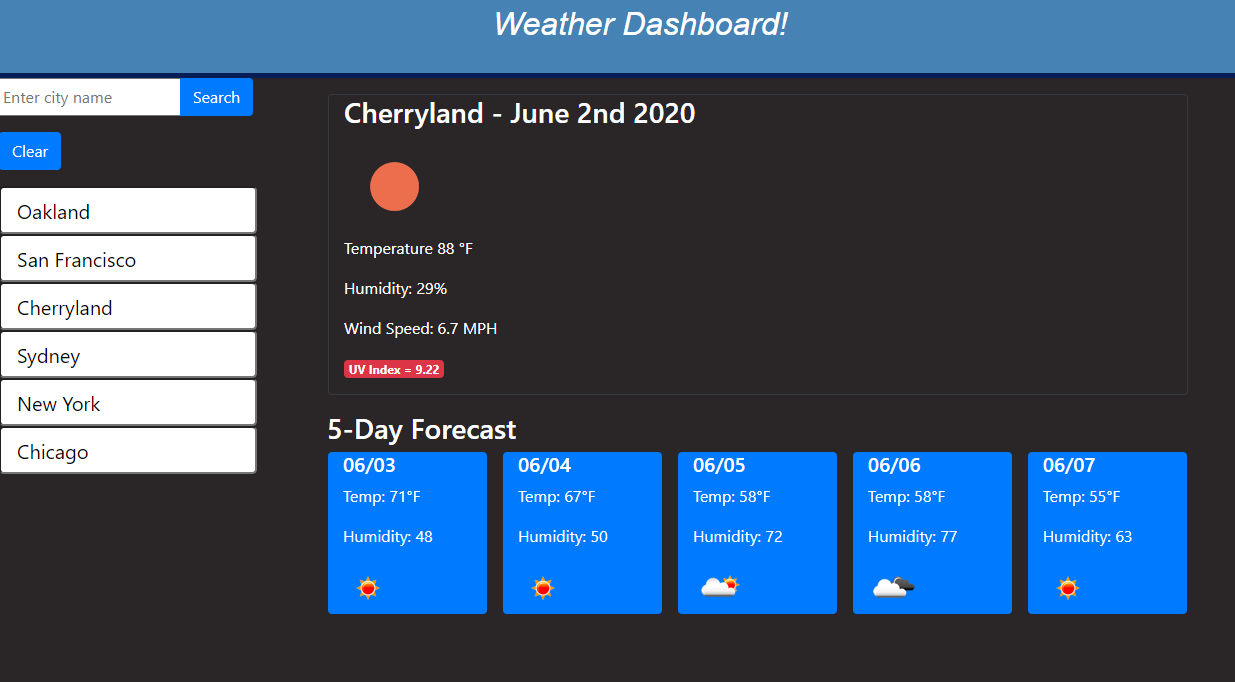 Weather Dashboard!
Enter city name
Search
Clear
Oakland
San Francisco
Cherryland
Sydney
New York
Chicago
Cherryland - June 2nd 2020
Temperature 88 °F
Humidity: 29%
Wind Speed: 6.7 MPH
UV Index = 9.22
5-Day Forecast
06/03
Temp: 71°F
Humidity: 48
06/04
Temp: 67°F
Humidity: 50
06/05
Temp: 58°F
Humidity: 72
06/06
Temp: 58°F
Humidity: 77
06/07
Temp: 55°F
Humidity: 63